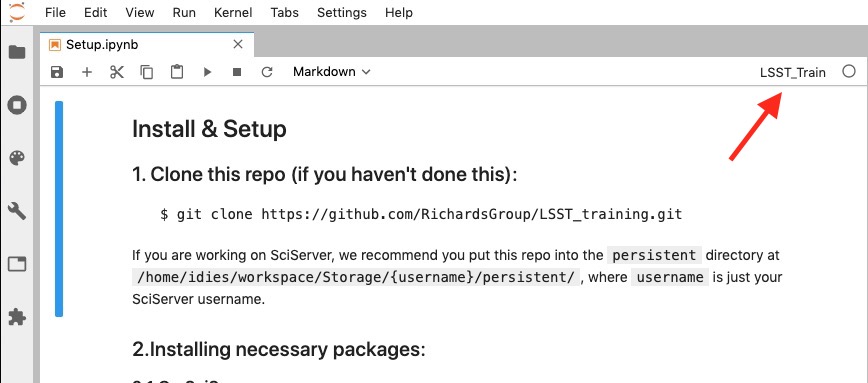 File Edit View Run Kernel Tabs Settings Help
Setup.ipynb
Markdown
LSST_Train
Install & Setup
1. Clone this repo (if you haven't done this):
$ git clone https://github.com/RichardsGroup/LSST_training.git
If you are working on SciServer, we recommend you put this repo into the persistent directory at
/home/idies/workspace/Storage/{username}/persistent/ , where username is just your
SciServer username.
2.Installing necessary packages: